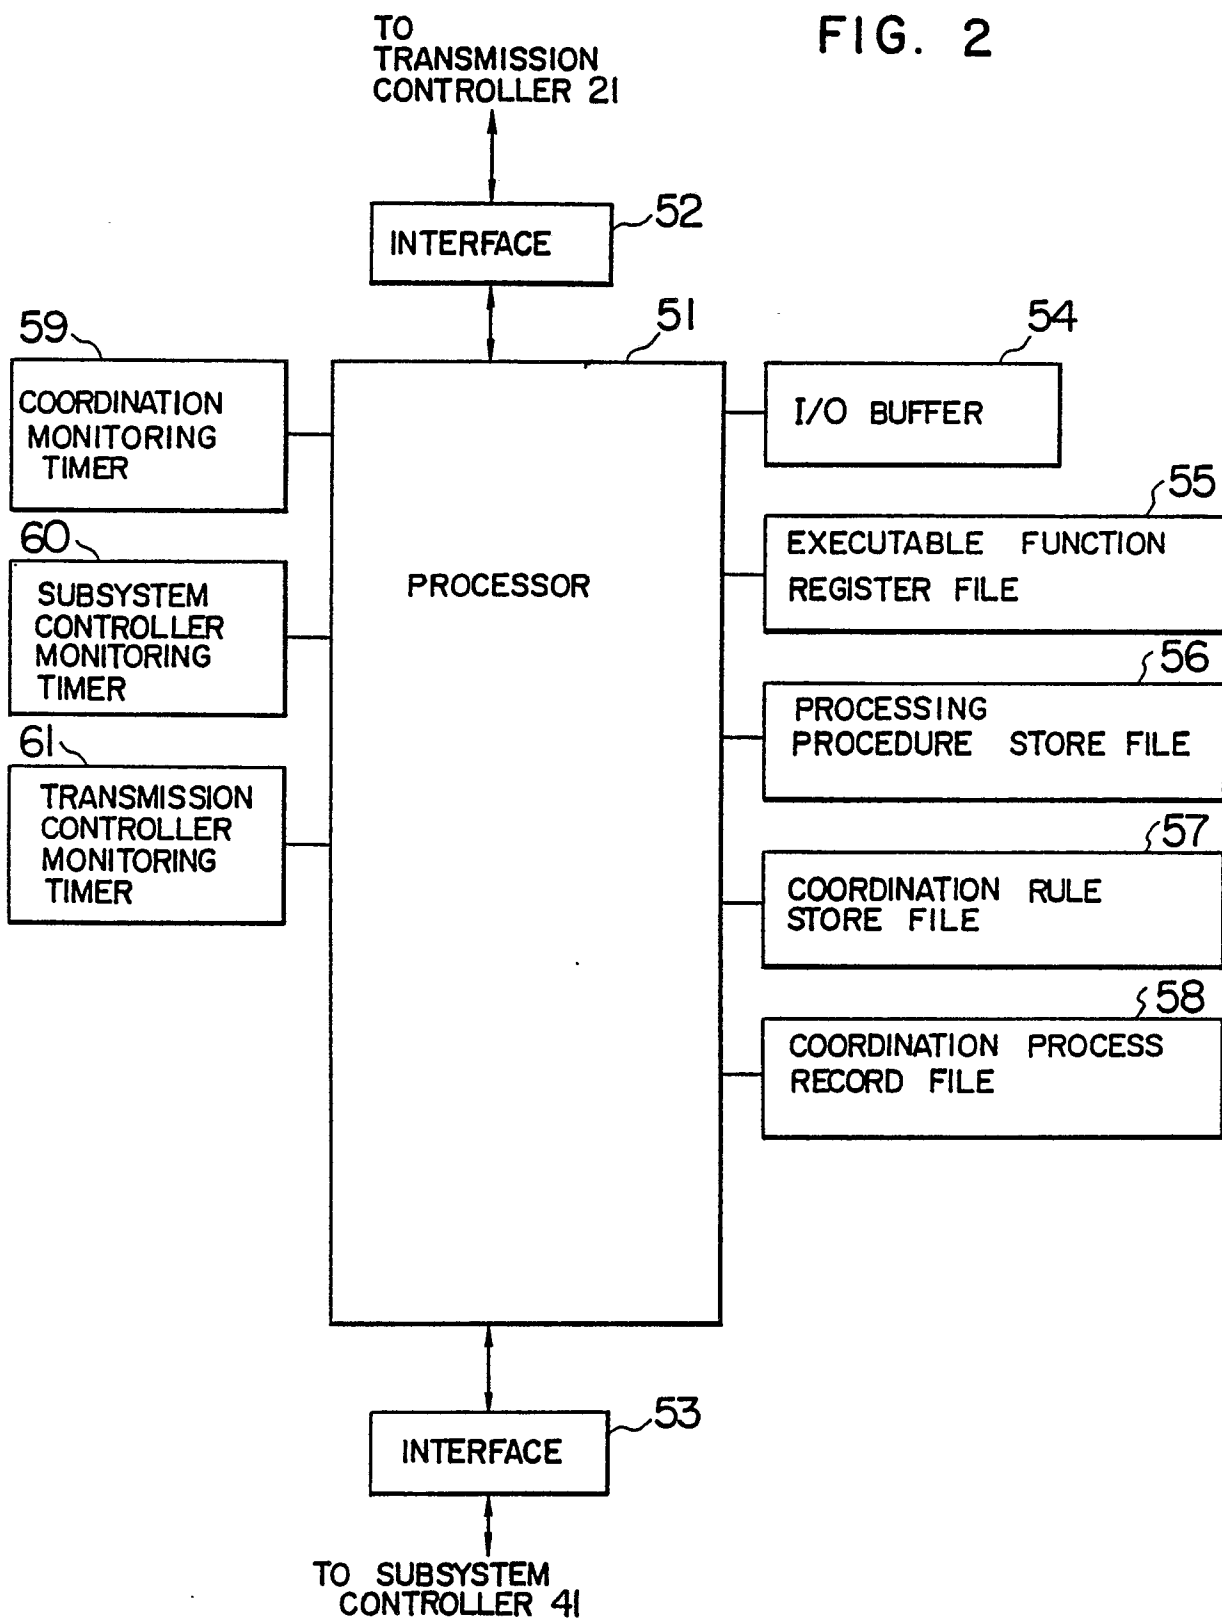 FIG. 2
TO
TRANSMISSION
CONTROLLER 21
52
INTERFACE
51
PROCESSOR
59
COORDINATION
MONITORING
TIMER
60
SUBSYSTEM
CONTROLLER
MONITORING
TIMER
61
TRANSMISSION
CONTROLLER
MONITORING
TIMER
54
I/O BUFFER
55
EXECUTABLE FUNCTION
REGISTER FILE
56
PROCESSING
PROCEDURE STORE FILE
57
COORDINATION RULE
STORE FILE
58
COORDINATION PROCESS
RECORD FILE
53
INTERFACE
TO SUBSYSTEM
CONTROLLER 41